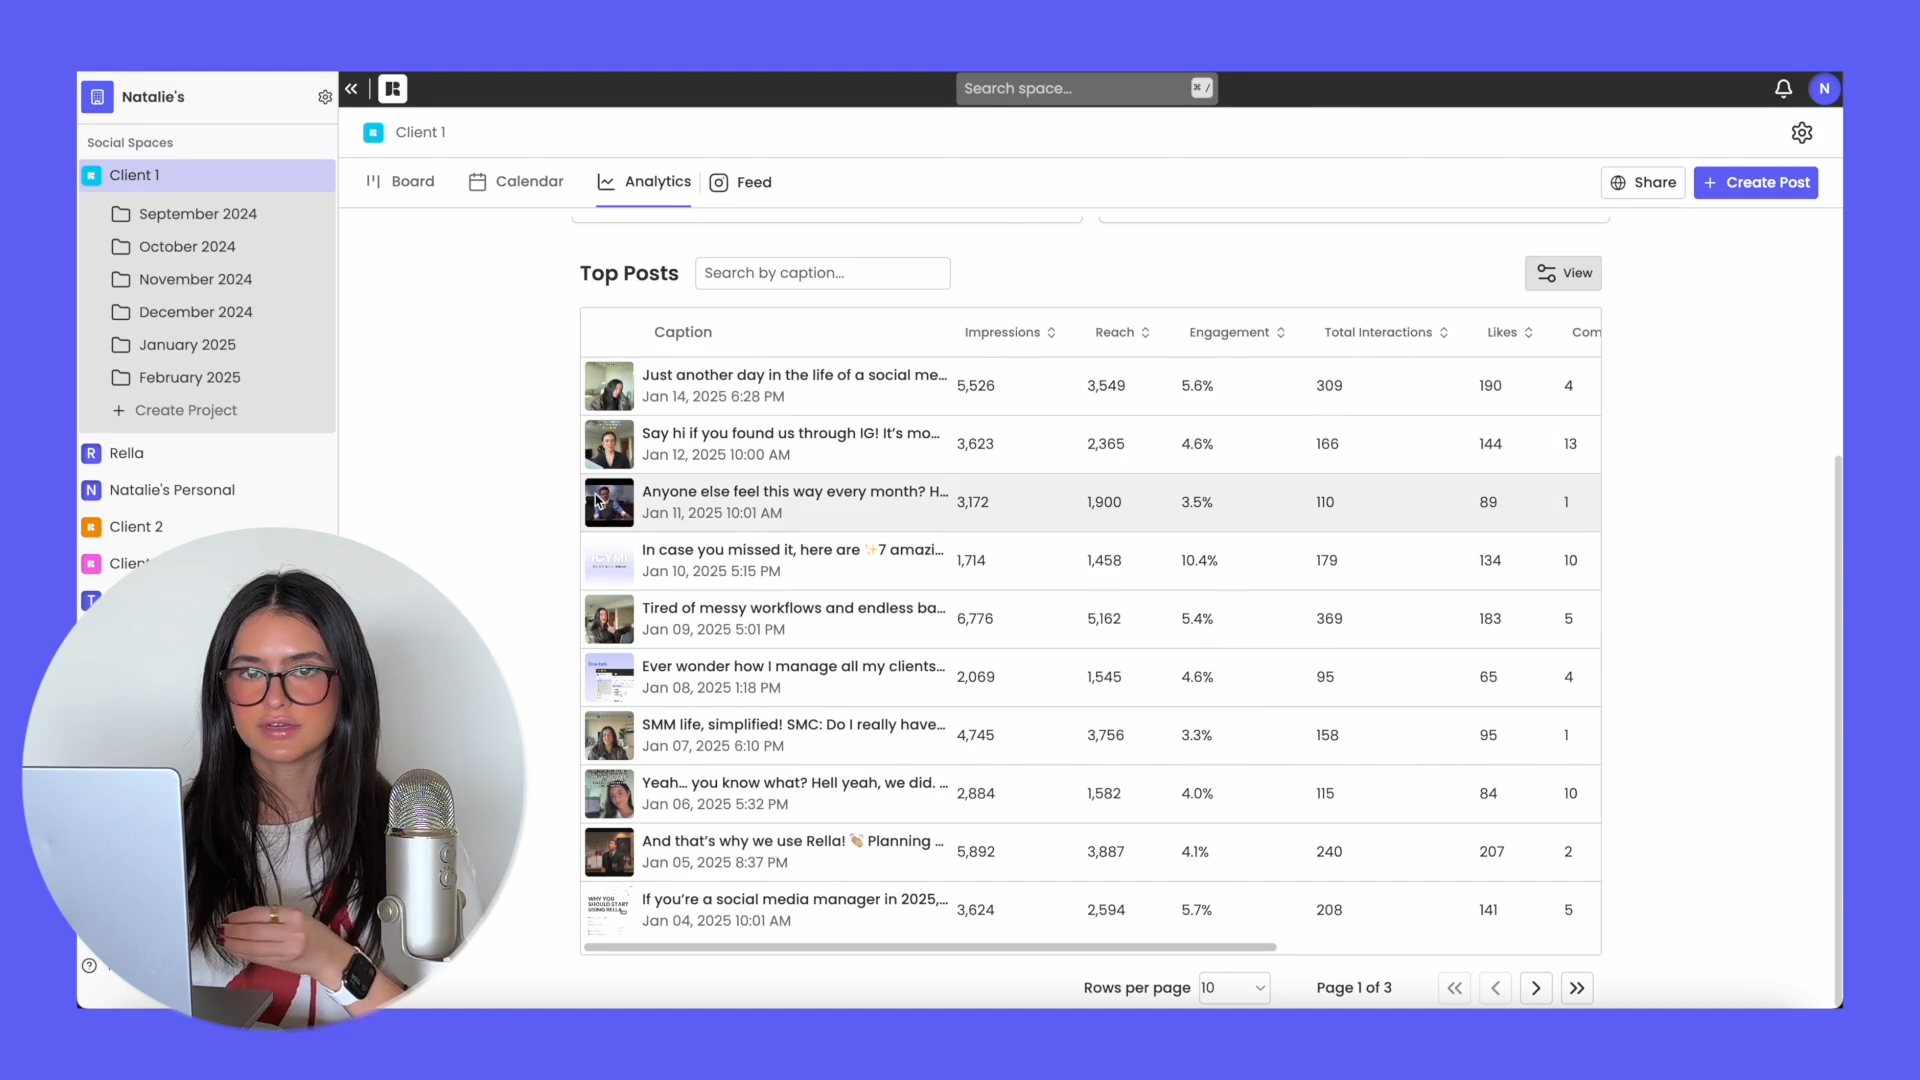 Natalie's
Search space...
⌘ /
N
Social Spaces
Client 1
Client 1
September 2024
October 2024
November 2024
December 2024
January 2025
February 2025
+ Create Project
R Rella
N Natalie's Personal
Client 2
Client
T
Board
Calendar
Analytics
Feed
Share
+ Create Post
Top Posts
Search by caption...
View
Caption Impressions Reach Engagement Total Interactions Likes Com
Just another day in the life of a social me... 5,526 3,549 5.6% 309 190 4
Jan 14, 2025 6:28 PM
Say hi if you found us through IG! It’s mo... 3,623 2,365 4.6% 166 144 13
Jan 12, 2025 10:00 AM
Anyone else feel this way every month? H... 3,172 1,900 3.5% 110 89 1
Jan 11, 2025 10:01 AM
ICYMI
In case you missed it, here are ✨7 amazi... 1,714 1,458 10.4% 179 134 10
Jan 10, 2025 5:15 PM
Tired of messy workflows and endless ba... 6,776 5,162 5.4% 369 183 5
Jan 09, 2025 5:01 PM
Ever wonder how I manage all my clients... 2,069 1,545 4.6% 95 65 4
Jan 08, 2025 1:18 PM
SMM life, simplified! SMC: Do I really have... 4,745 3,756 3.3% 158 95 1
Jan 07, 2025 6:10 PM
Yeah... you know what? Hell yeah, we did. ... 2,884 1,582 4.0% 115 84 10
Jan 06, 2025 5:32 PM
And that’s why we use Rella! 👏🏼 Planning ... 5,892 3,887 4.1% 240 207 2
Jan 05, 2025 8:37 PM
WHY YOU
SHOULD START
USING RELLA
If you’re a social media manager in 2025,... 3,624 2,594 5.7% 208 141 5
Jan 04, 2025 10:01 AM
Rows per page 10
Page 1 of 3